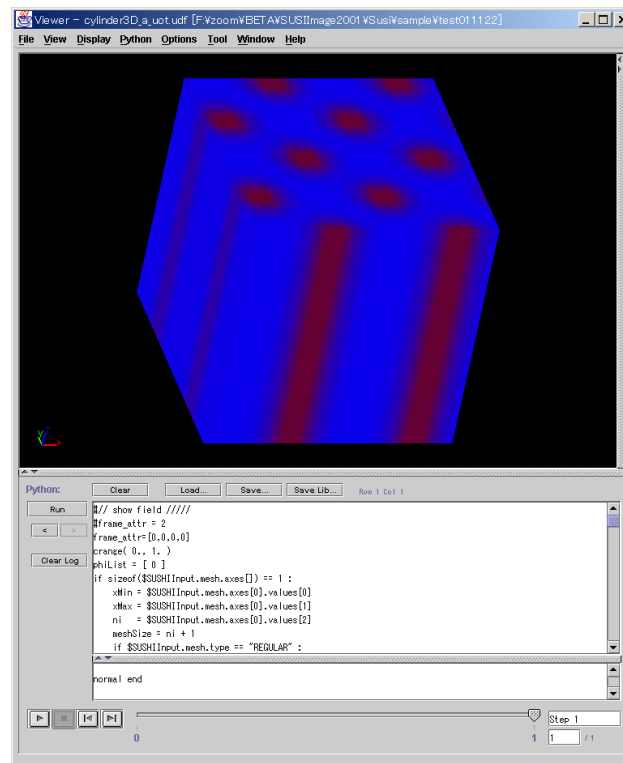 Viewer - cylinder3D_a_uot.udf [F:¥zoom¥BETA¥SUSIImage2001¥Susi¥sample¥test011122]
File View Display Python Options Tool Window Help
Python: Clear Load... Save... Save Lib... Row 1 Col 1
Run
< >
Clear Log
#// show field /////
#frame_attr = 2
frame_attr=[0,0,0,0]
crange( 0., 1. )
phiList = [ 0 ]
if sizeof($SUSHIInput.mesh.axes[]) == 1 :
xMin = $SUSHIInput.mesh.axes[0].values[0]
xMax = $SUSHIInput.mesh.axes[0].values[1]
ni = $SUSHIInput.mesh.axes[0].values[2]
meshSize = ni + 1
if $SUSHIInput.mesh.type == "REGULAR" :
normal end
Step 1
0 1 1 / 1